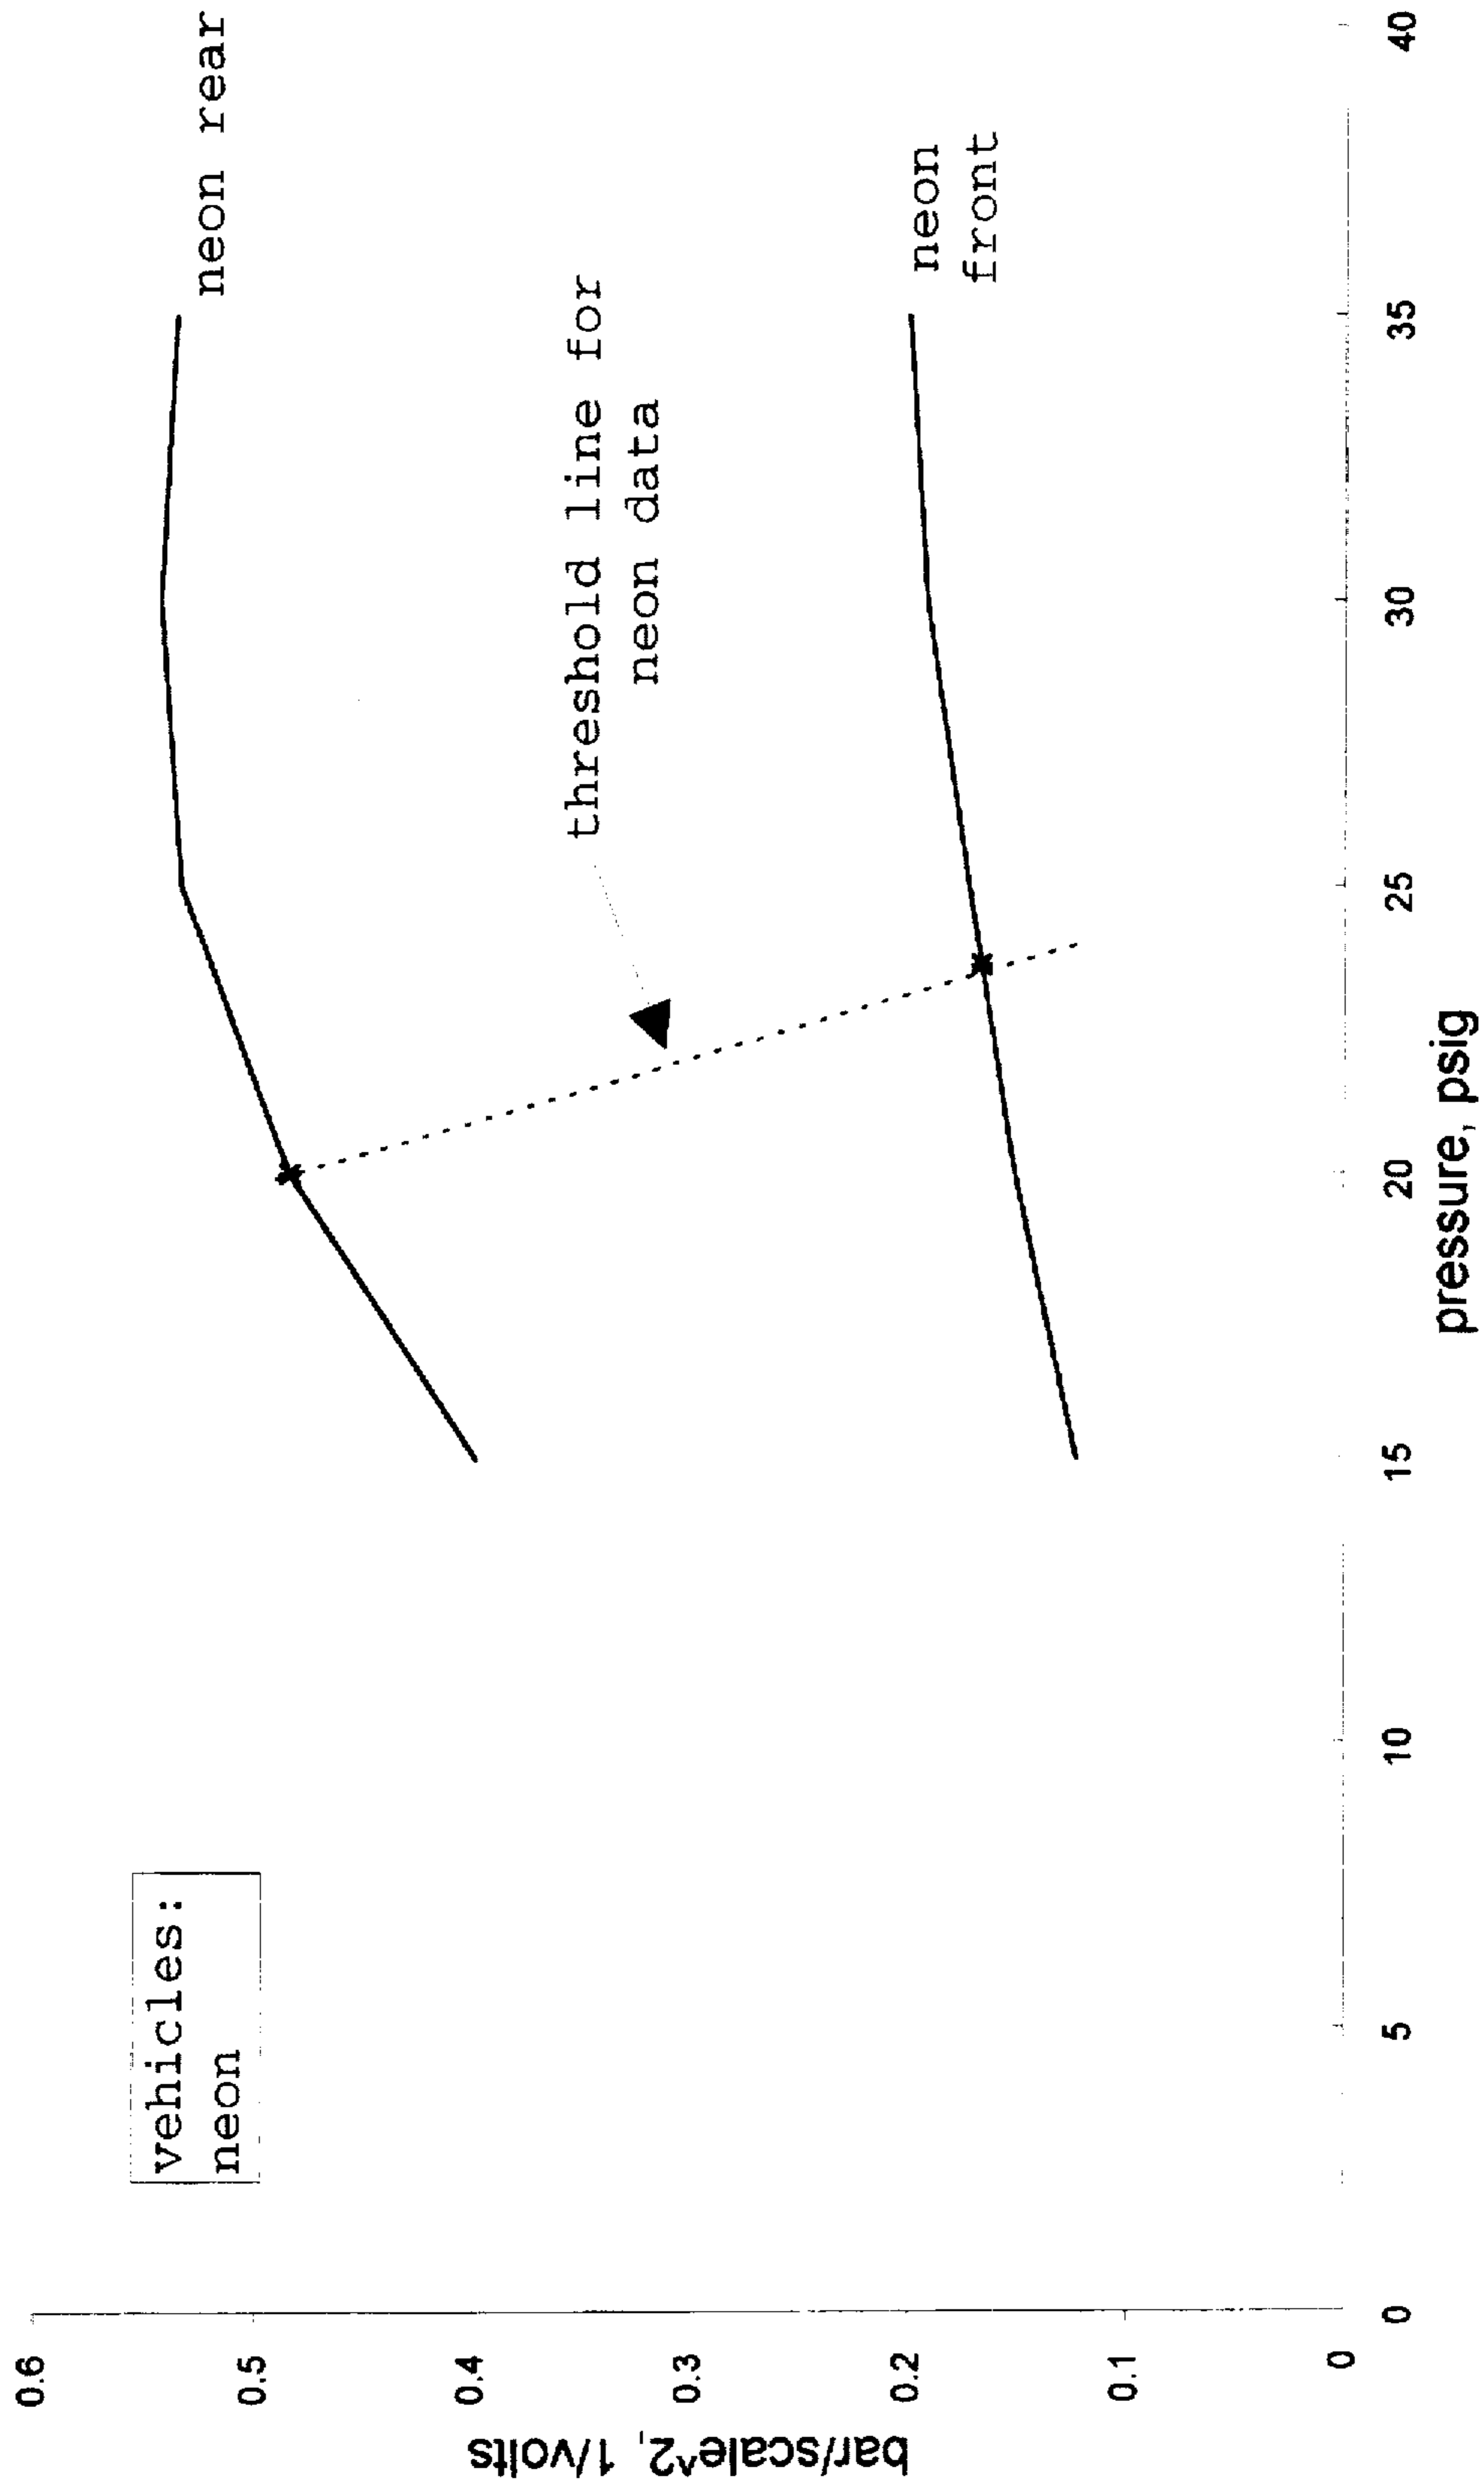 vehicles:
neon
neon rear
threshold line for
neon data
neon
front
bar/scale^2, 1/volts
0.6
0.5
0.4
0.3
0.2
0.1
0
0
5
10
15
20
25
30
35
40
pressure, psig